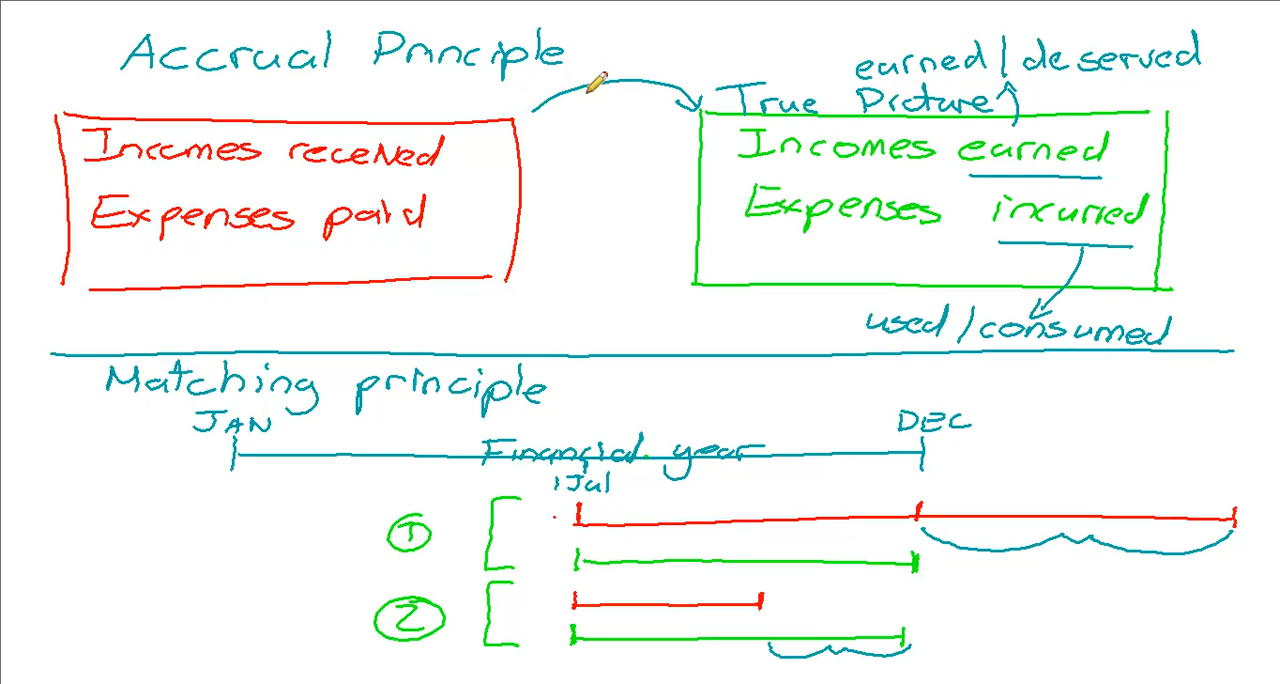 Accrual Principle
earned / deserved
True Picture
Incomes received
Expenses paid
Incomes earned
Expenses incurred
used / consumed
Matching principle
JAN
DEC
Financial year
1 Jul
1
2